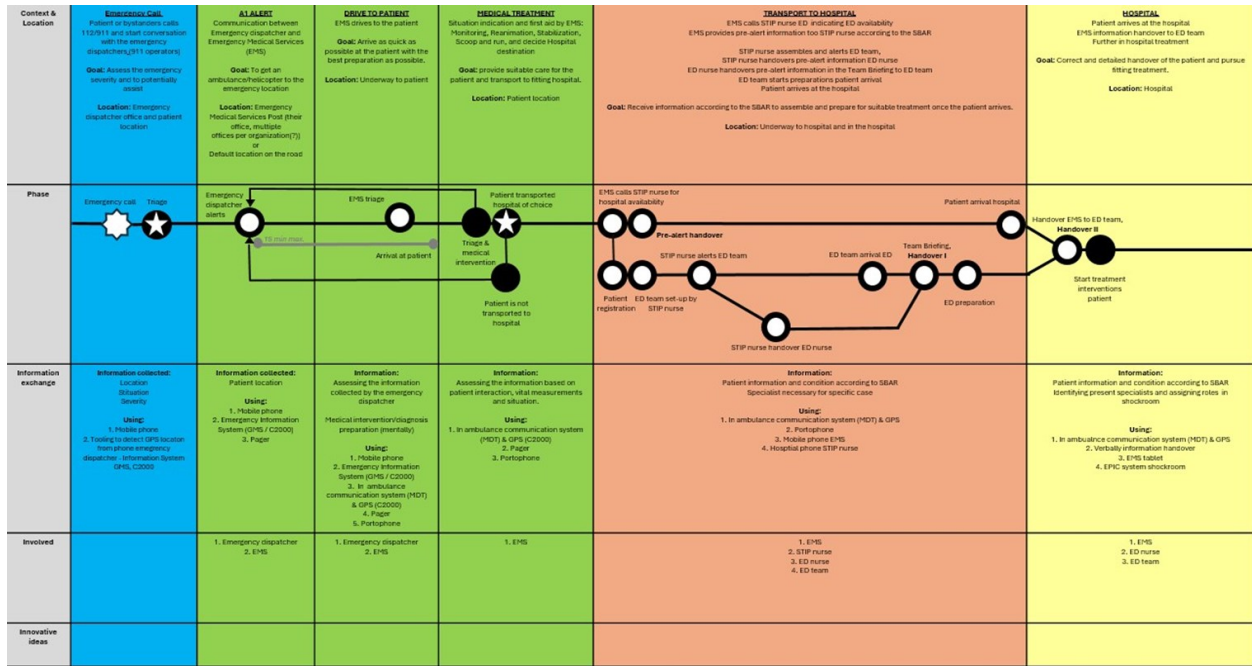 Context & Location
Emergency Call
Patient or bystanders calls
112/911 and start conversation
with the emergency
dispatchers,(911 operators)
Goal: Assess the emergency
severity and to potentially
assist
Location: Emergency
dispatcher office and patient
location
A1 ALERT
Communication between
Emergency dispatcher and
Emergency Medical Services
(EMS)
Goal: To get an
ambulance/helicopter to the
emergency location
Location: Emergency
Medical Services Post (their
office, multiple
offices per organization(?))
or
Default location on the road
DRIVE TO PATIENT
EMS drives to the patient
Goal: Arrive as quick as
possible at the patient with the
best preparation as possible.
Location: Underway to patient
MEDICAL TREATMENT
Situation indication and first aid by EMS:
Monitoring, Reanimation, Stabilization,
Scoop and run, and decide Hospital
destination
Goal: provide suitable care for the
patient and transport to fitting hospital.
Location: Patient location
TRANSPORT TO HOSPITAL
EMS calls STIP nurse ED indicating ED availability
EMS provides pre-alert information too STIP nurse according to the SBAR
STIP nurse assembles and alerts ED team,
STIP nurse handovers pre-alert information ED nurse
ED nurse handovers pre-alert information in the Team Briefing to ED team
ED team starts preparations patient arrival
Patient arrives at the hospital
Goal: Receive information according to the SBAR to assemble and prepare for suitable treatment once the patient arrives.
Location: Underway to hospital and in the hospital
HOSPITAL
Patient arrives at the hospital
EMS information handover to ED team
Further in hospital treatment
Goal: Correct and detailed handover of the patient and pursue
fitting treatment.
Location: Hospital
Phase
Emergency call
Triage
Emergency
dispatcher
alerts
15 min max.
EMS triage
Arrival at patient
Triage &
medical
intervention
Patient transported
hospital of choice
Patient is not
transported to
hospital
EMS calls STIP nurse for
hospital availability
Pre-alert handover
Patient
registration
ED team set-up by
STIP nurse
STIP nurse alerts ED team
STIP nurse handover ED nurse
ED team arrival ED
Team Briefing,
Handover I
ED preparation
Patient arrival hospital
Handover EMS to ED team,
Handover II
Start treatment
interventions
patient
Information
exchange
Information collected:
Location
Situation
Severity
Using:
1. Mobile phone
2. Tooling to detect GPS locaton
from phone emegrency
dispatcher - Information System
GMS, C2000
Information collected:
Patient location
Using:
1. Mobile phone
2. Emergency Information
System (GMS / C2000)
3. Pager
Information:
Assessing the information
collected by the emergency
dispatcher
Medical intervention/diagnosis
preparation (mentally)
Using:
1. Mobile phone
2. Emergency Information
System (GMS / C2000)
3. In ambulance
communication system (MDT)
& GPS (C2000)
4. Pager
5. Portophone
Information:
Assessing the information based on
patient interaction, vital measurements
and situation.
Using:
1. In ambulance communication system
(MDT) & GPS (C2000)
2. Pager
3. Portophone
Information:
Patient information and condition according to SBAR
Specialist necessary for specific case
Using:
1. In ambulance communication system (MDT) & GPS
2. Portophone
3. Mobile phone EMS
4. Hosptial phone STIP nurse
Information:
Patient information and condition according to SBAR
Identifying present specialists and assigning roles in
shockroom
Using:
1. In ambualnce communication system (MDT) & GPS
2. Verbally information handover
3. EMS tablet
4. EPIC system shockroom
Involved
1. Emergency dispatcher
2. EMS
1. Emergency dispatcher
2. EMS
1. EMS
1. EMS
2. STIP nurse
3. ED nurse
4. ED team
1. EMS
2. ED nurse
3. ED team
Innovative
ideas